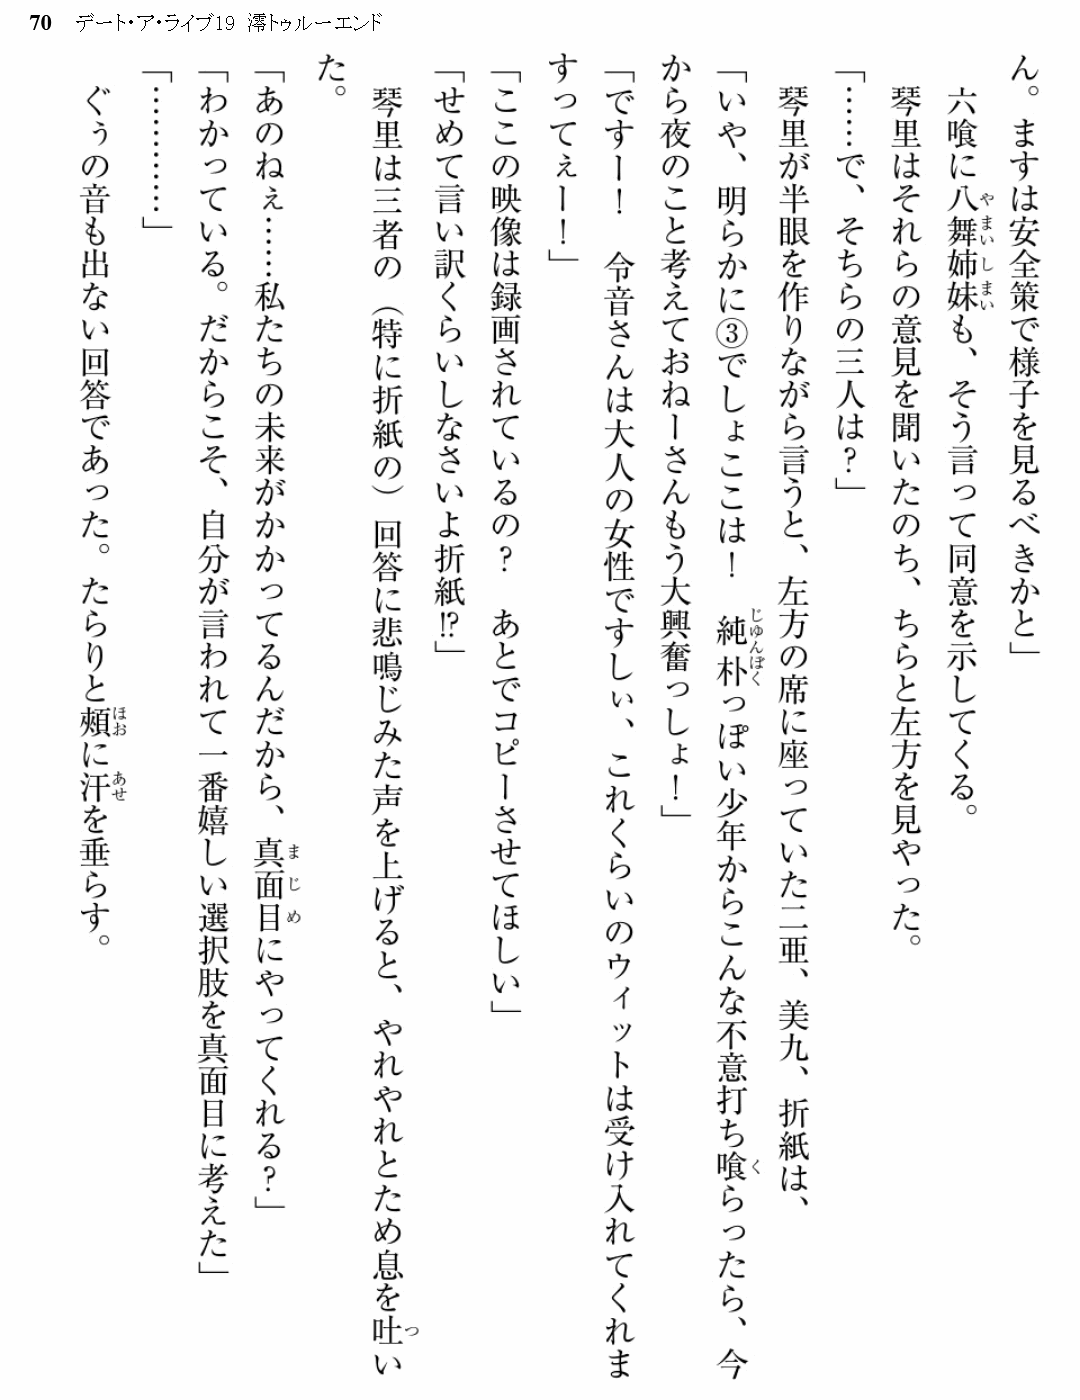 70 デート・ア・ライブ19 澪トゥルーエンド
ん。ますは安全策で様子を見るべきかと」
六喰に八舞姉妹も、そう言って同意を示してくる。
琴里はそれらの意見を聞いたのち、ちらと左方を見やった。
「……で、そちらの三人は?」
琴里が半眼を作りながら言うと、左方の席に座っていた二亜、美九、折紙は、
「いや、明らかに③でしょここは! 純朴っぽい少年からこんな不意打ち喰らったら、今
から夜のこと考えておねーさんもう大興奮っしょ!」
「ですー! 令音さんは大人の女性ですしぃ、これくらいのウィットは受け入れてくれま
すってぇー!」
「ここの映像は録画されているの? あとでコピーさせてほしい」
「せめて言い訳くらいしなさいよ折紙!?」
琴里は三者の(特に折紙の)回答に悲鳴じみた声を上げると、やれやれとため息を吐い
た。
「あのねぇ……私たちの未来がかかってるんだから、真面目にやってくれる?」
「わかっている。だからこそ、自分が言われて一番嬉しい選択肢を真面目に考えた」
「…………」
ぐぅの音も出ない回答であった。たらりと頰に汗を垂らす。